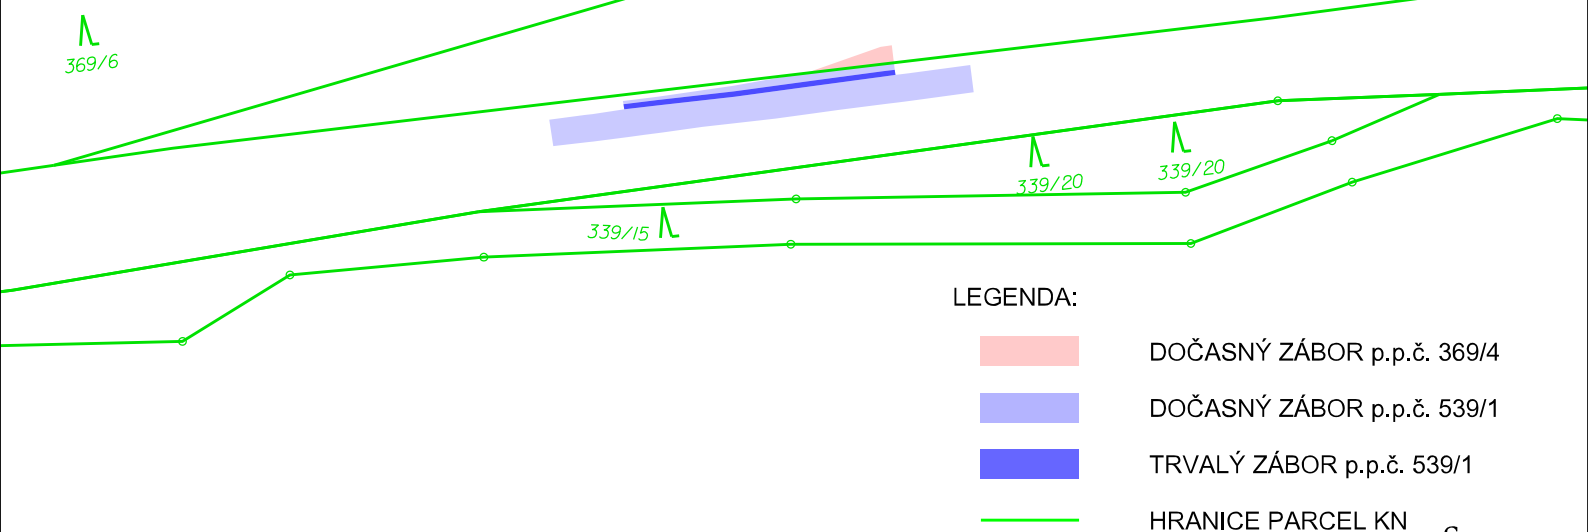 369/6
339/20
339/20
339/15
LEGENDA:
DOČASNÝ ZÁBOR p.p.č. 369/4
DOČASNÝ ZÁBOR p.p.č. 539/1
TRVALÝ ZÁBOR p.p.č. 539/1
HRANICE PARCEL KN